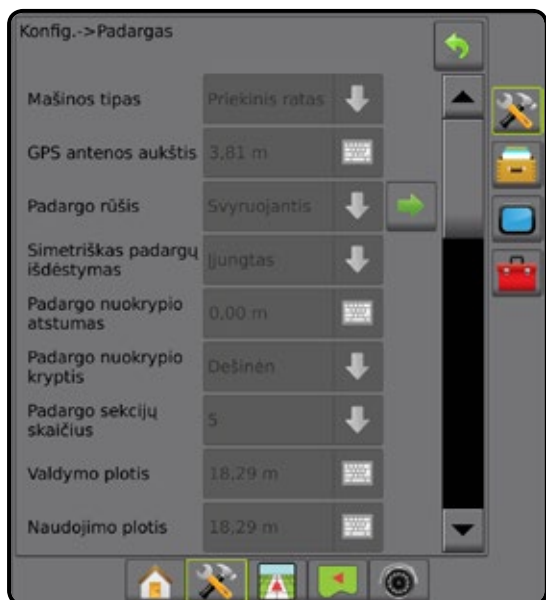 Konfig.->Padargas
Mašinos tipas Priekinis ratas
GPS antenos aukštis 3,81 m
Padargo rūšis Svyruojantis
Simetriškas padargų
išdėstymas Įjungtas
Padargo nuokrypio
atstumas 0,00 m
Padargo nuokrypio
kryptis Dešinėn
Padargo sekcijų
skaičius 5
Valdymo plotis 18,29 m
Naudojimo plotis 18,29 m